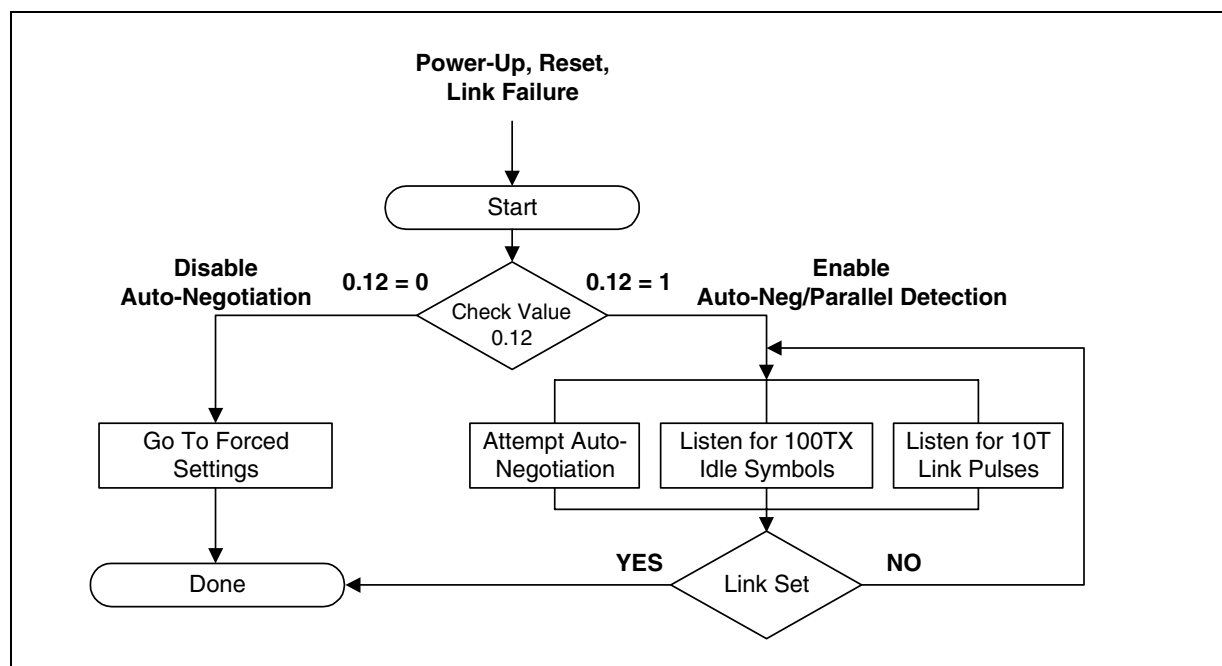 Power-Up, Reset,
Link Failure
Start
Disable
Auto-Negotiation
0.12 = 0
0.12 = 1
Enable
Auto-Neg/Parallel Detection
Check Value
0.12
Go To Forced
Settings
Attempt Auto-
Negotiation
Listen for 100TX
Idle Symbols
Listen for 10T
Link Pulses
Done
YES
Link Set
NO